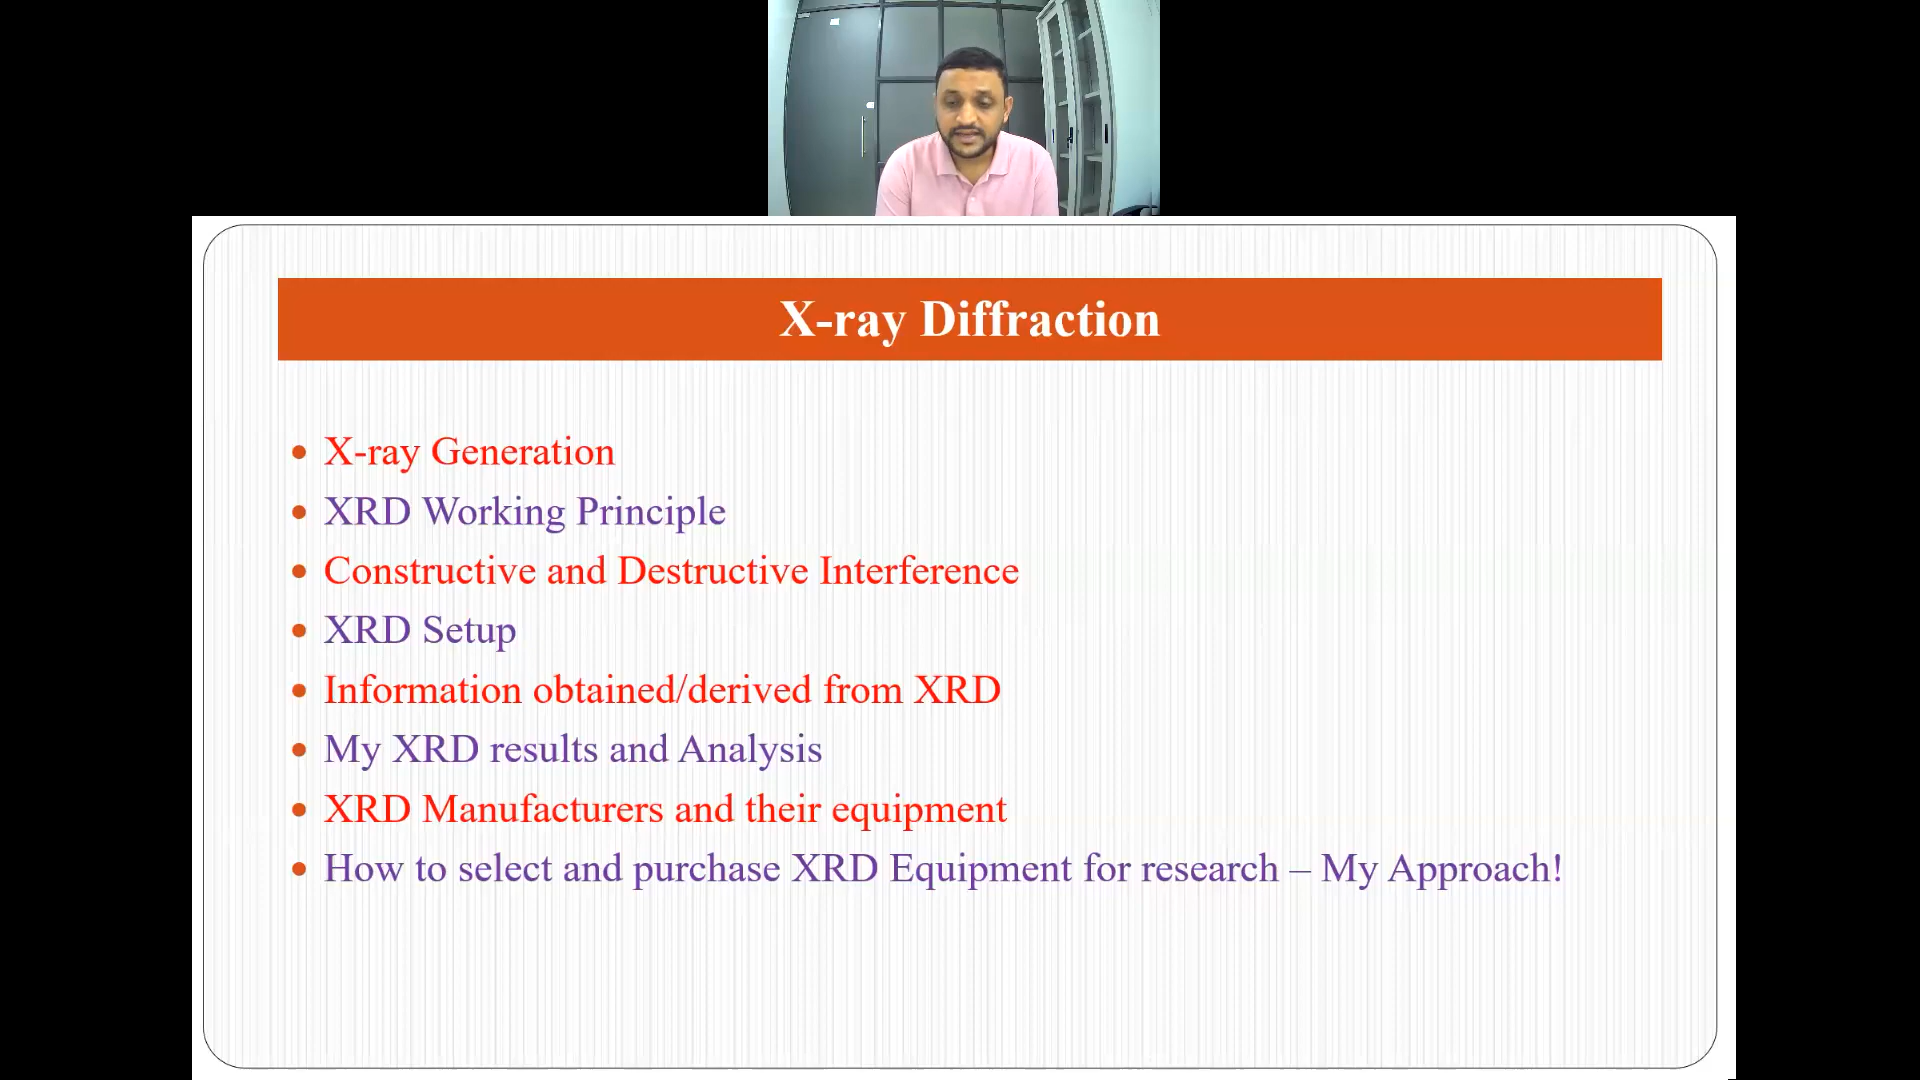 X-ray Diffraction
• X-ray Generation
• XRD Working Principle
• Constructive and Destructive Interference
• XRD Setup
• Information obtained/derived from XRD
• My XRD results and Analysis
• XRD Manufacturers and their equipment
• How to select and purchase XRD Equipment for research – My Approach!